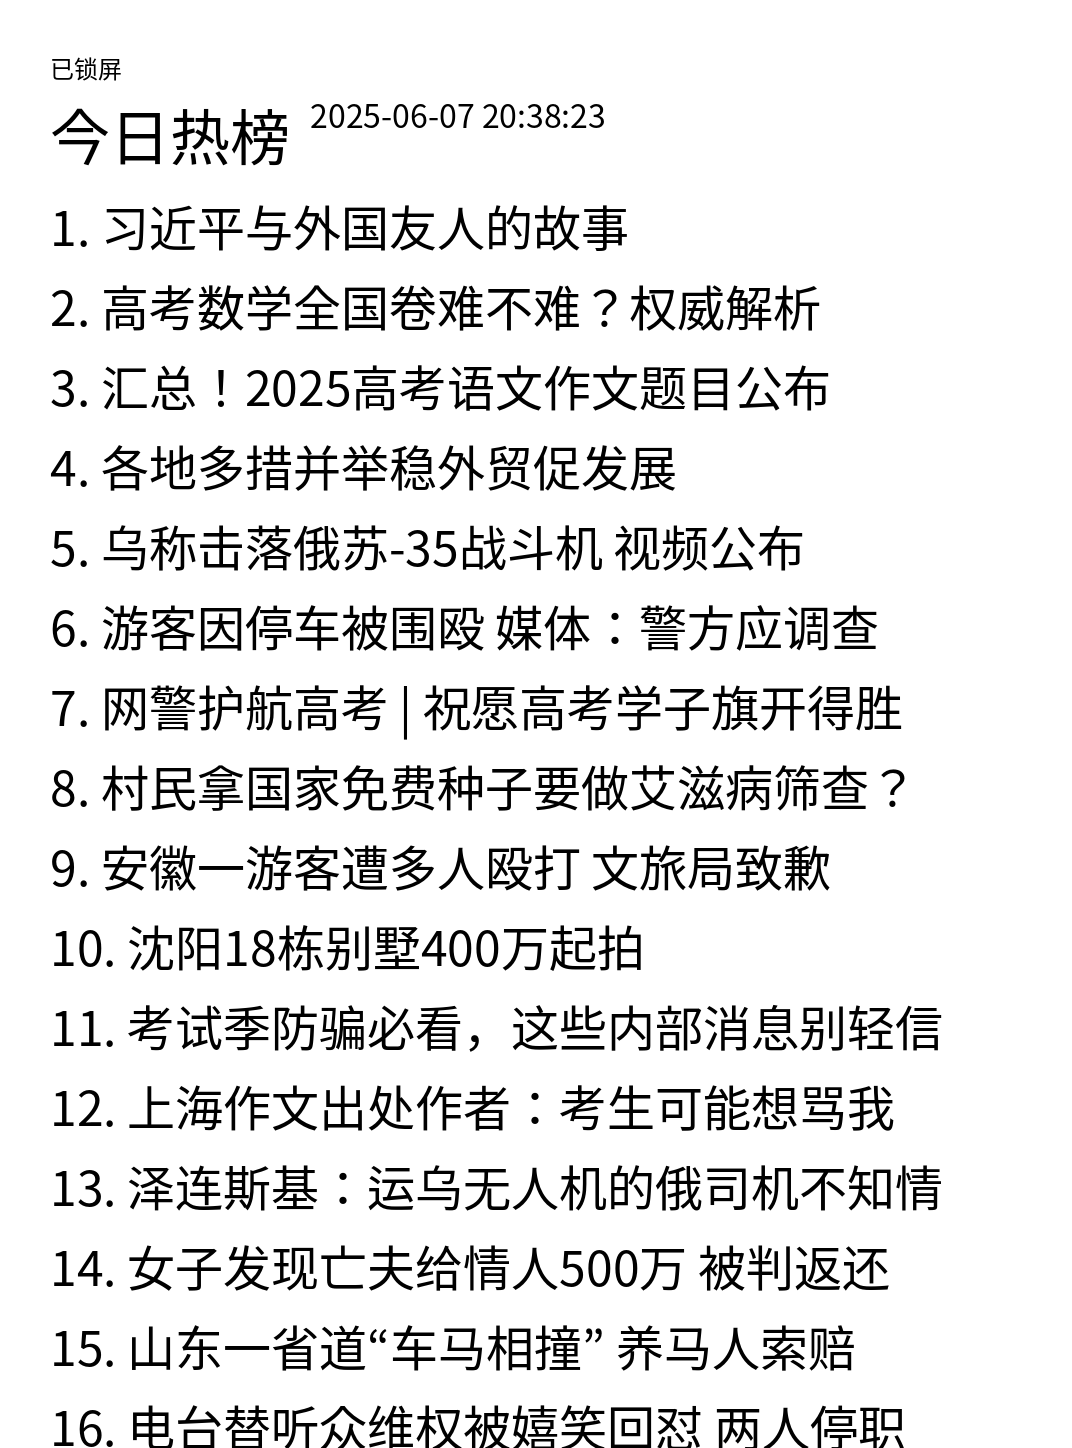 已锁屏
今日热榜 2025-06-07 20:38:23
1. 习近平与外国友人的故事
2. 高考数学全国卷难不难？权威解析
3. 汇总！2025高考语文作文题目公布
4. 各地多措并举稳外贸促发展
5. 乌称击落俄苏-35战斗机 视频公布
6. 游客因停车被围殴 媒体：警方应调查
7. 网警护航高考 | 祝愿高考学子旗开得胜
8. 村民拿国家免费种子要做艾滋病筛查？
9. 安徽一游客遭多人殴打 文旅局致歉
10. 沈阳18栋别墅400万起拍
11. 考试季防骗必看，这些内部消息别轻信
12. 上海作文出处作者：考生可能想骂我
13. 泽连斯基：运乌无人机的俄司机不知情
14. 女子发现亡夫给情人500万 被判返还
15. 山东一省道“车马相撞” 养马人索赔
16. 电台替听众维权被嬉笑回怼 两人停职